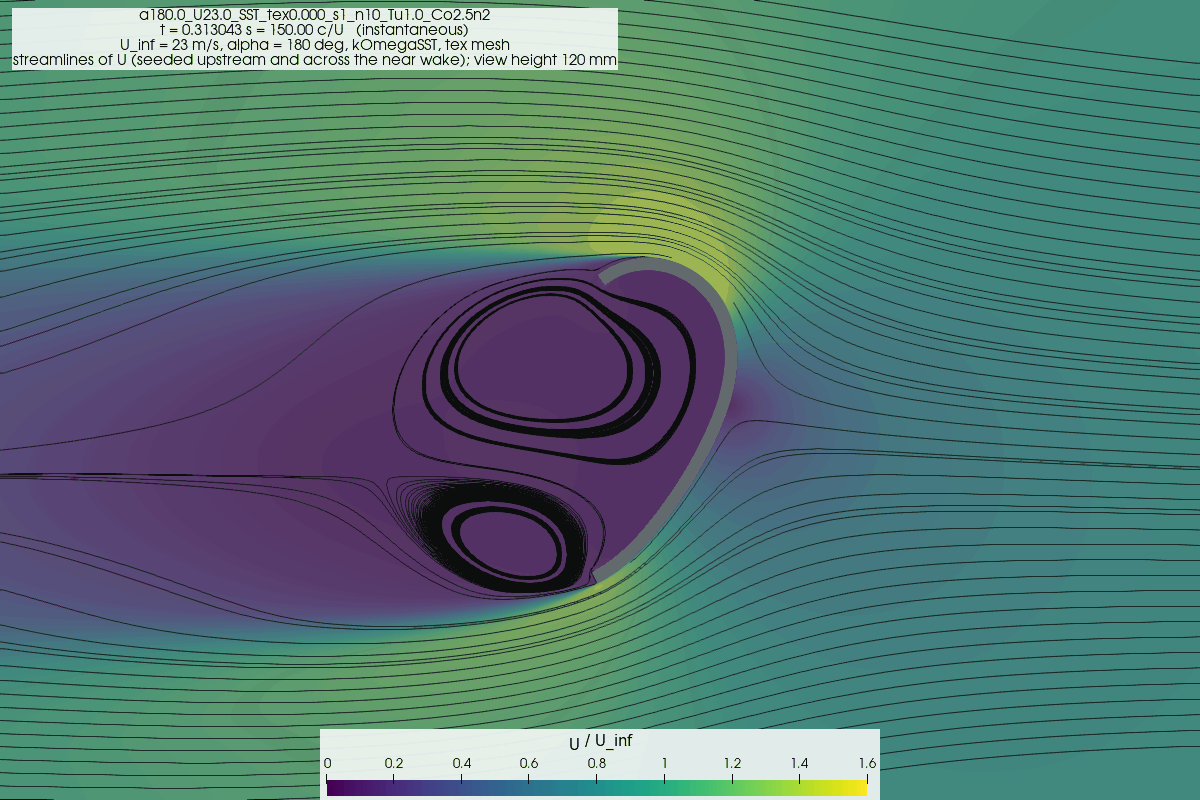 a180.0_U23.0_SST_tex0.000_s1_n10_Tu1.0_Co2.5n2
t = 0.313043 s = 150.00 c/U (instantaneous)
U_inf = 23 m/s, alpha = 180 deg, kOmegaSST, tex mesh
streamlines of U (seeded upstream and across the near wake); view height 120 mm
U / U_inf
0 0.2 0.4 0.6 0.8 1 1.2 1.4 1.6